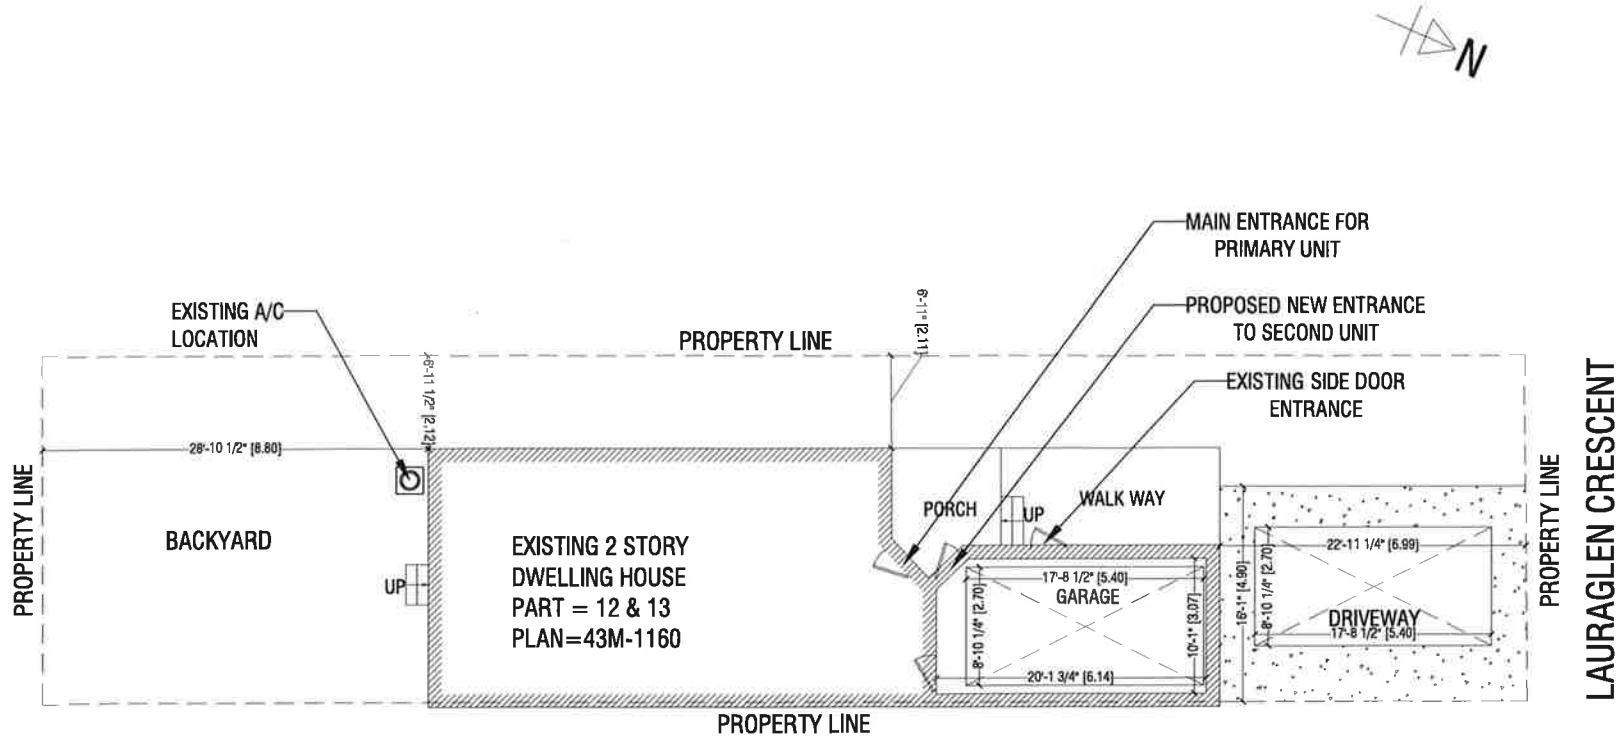 N
MAIN ENTRANCE FOR
PRIMARY UNIT
PROPOSED NEW ENTRANCE
TO SECOND UNIT
EXISTING SIDE DOOR
ENTRANCE
EXISTING A/C
LOCATION
PROPERTY LINE
6'-11" [2.11]
6'-11 1/2" [2.12]
28'-10 1/2" [8.80]
PROPERTY LINE
BACKYARD
UP
EXISTING 2 STORY
DWELLING HOUSE
PART = 12 & 13
PLAN=43M-1160
PORCH
UP
WALK WAY
17'-8 1/2" [5.40]
GARAGE
8'-10 1/4" [2.70]
10'-1" [3.07]
20'-1 3/4" [6.14]
16'-1" [4.90]
8'-10 1/4" [2.70]
22'-11 1/4" [6.99]
DRIVEWAY
17'-8 1/2" [5.40]
PROPERTY LINE
LAURAGLEN CRESCENT
PROPERTY LINE